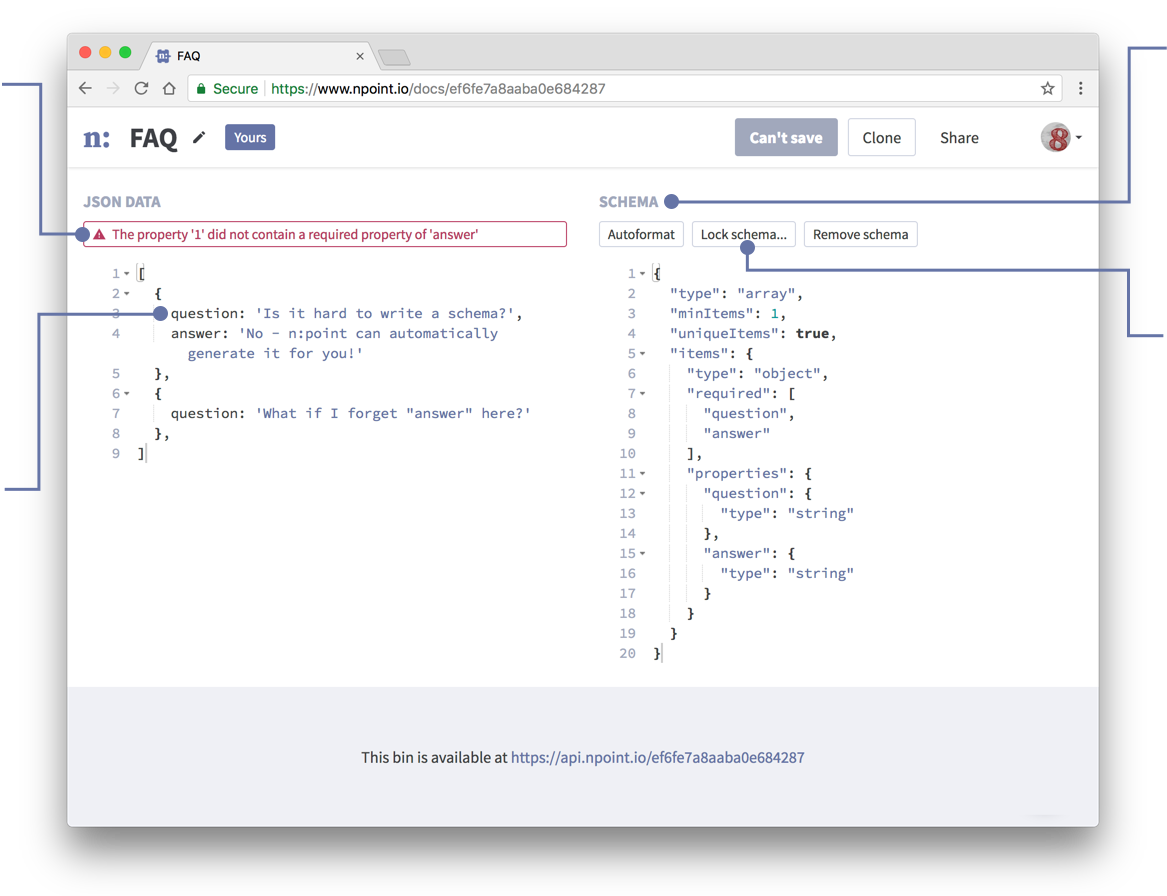 FAQ
Secure https://www.npoint.io/docs/ef6fe7a8aaba0e684287
n: FAQ Yours Can't save Clone Share
JSON DATA
The property '1' did not contain a required property of 'answer'
1 [
2 {
3 question: 'Is it hard to write a schema?',
4 answer: 'No - n:point can automatically
generate it for you!'
5 },
6 {
7 question: 'What if I forget "answer" here?'
8 },
9 ]
SCHEMA
Autoformat Lock schema... Remove schema
1 {
2 "type": "array",
3 "minItems": 1,
4 "uniqueItems": true,
5 "items": {
6 "type": "object",
7 "required": [
8 "question",
9 "answer"
10 ],
11 "properties": {
12 "question": {
13 "type": "string"
14 },
15 "answer": {
16 "type": "string"
17 }
18 }
19 }
20 }
This bin is available at https://api.npoint.io/ef6fe7a8aaba0e684287